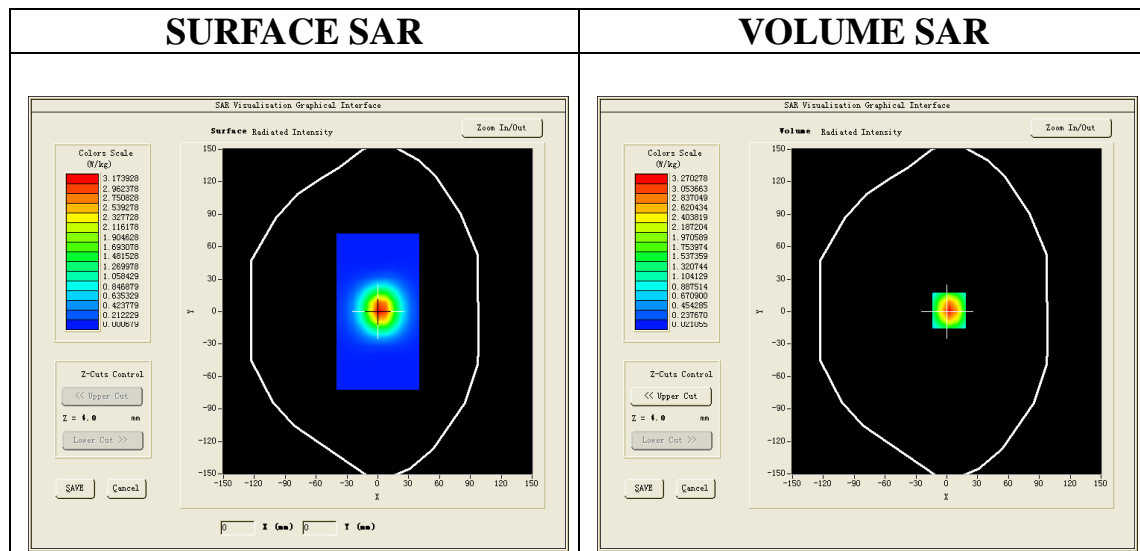 SURFACE SAR
VOLUME SAR
SAR Visualisation Graphical Interface
Surface Radiated Intensity
Zoom In/Out
Colors Scale
(W/kg)
3.173928
2.962378
2.750828
2.539278
2.327728
2.116178
1.904628
1.693078
1.481528
1.269978
1.058429
0.846879
0.635329
0.423779
0.212229
0.000679
Z-Cuts Control
<< Upper Cut
Z = 4.0 mm
Lower Cut >>
SAVE Cancel
150
120
90
60
30
0
-30
-60
-90
-120
-150
Y
-150 -120 -90 -60 -30 0 30 60 90 120 150
X
0 X (mm) 0 Y (mm)
SAR Visualisation Graphical Interface
Volume Radiated Intensity
Zoom In/Out
Colors Scale
(W/kg)
3.270278
3.053663
2.837049
2.620434
2.403819
2.187204
1.970589
1.753974
1.537359
1.320744
1.104129
0.887514
0.670900
0.454285
0.237670
0.021055
Z-Cuts Control
<< Upper Cut
Z = 4.0 mm
Lower Cut >>
SAVE Cancel
150
120
90
60
30
0
-30
-60
-90
-120
-150
Y
-150 -120 -90 -60 -30 0 30 60 90 120 150
X